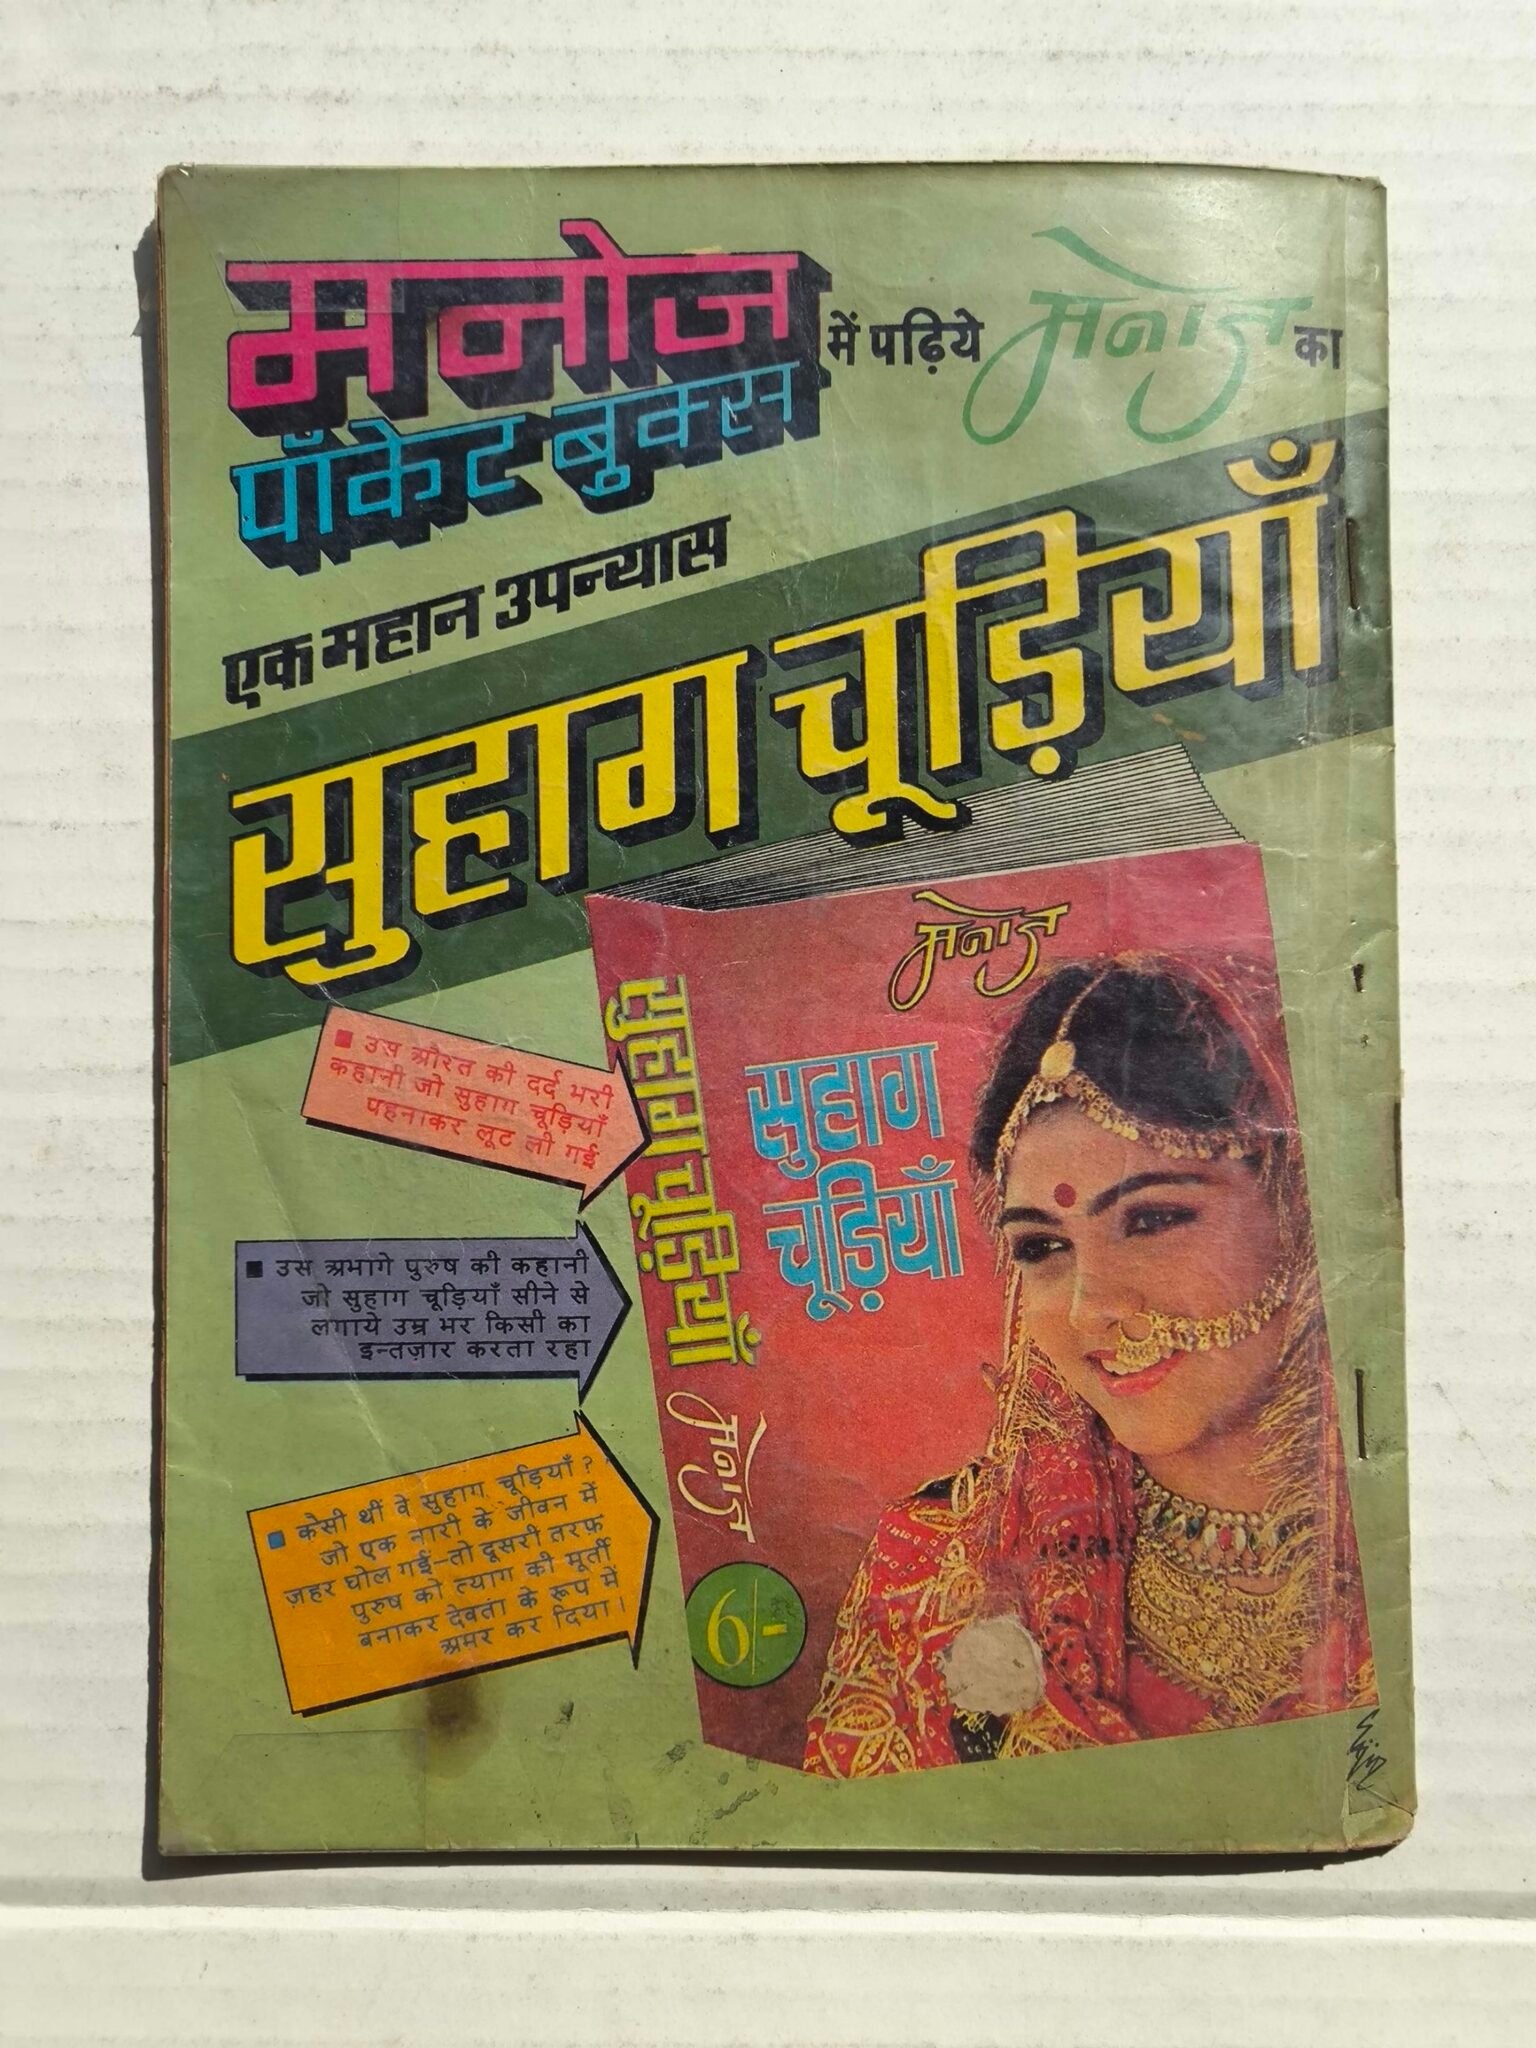 मनोज
पॉकेट बुक्स
में पढ़िये मनोज का
एक महान उपन्यास
सुहाग चूड़ियाँ
मनोज
सुहाग
चूड़ियाँ
सुहाग चूड़ियाँ मनोज
6/-
■ उस औरत की दर्द भरी
कहानी जो सुहाग चूड़ियाँ
पहनाकर लूट ली गई
■ उस अभागे पुरुष की कहानी
जो सुहाग चूड़ियाँ सीने से
लगाये उम्र भर किसी का
इन्तज़ार करता रहा
■ कैसी थीं वे सुहाग चूड़ियाँ?
जो एक नारी के जीवन में
ज़हर घोल गईं-तो दूसरी तरफ़
पुरुष को त्याग की मूर्ती
बनाकर देवता के रूप में
अमर कर दिया।